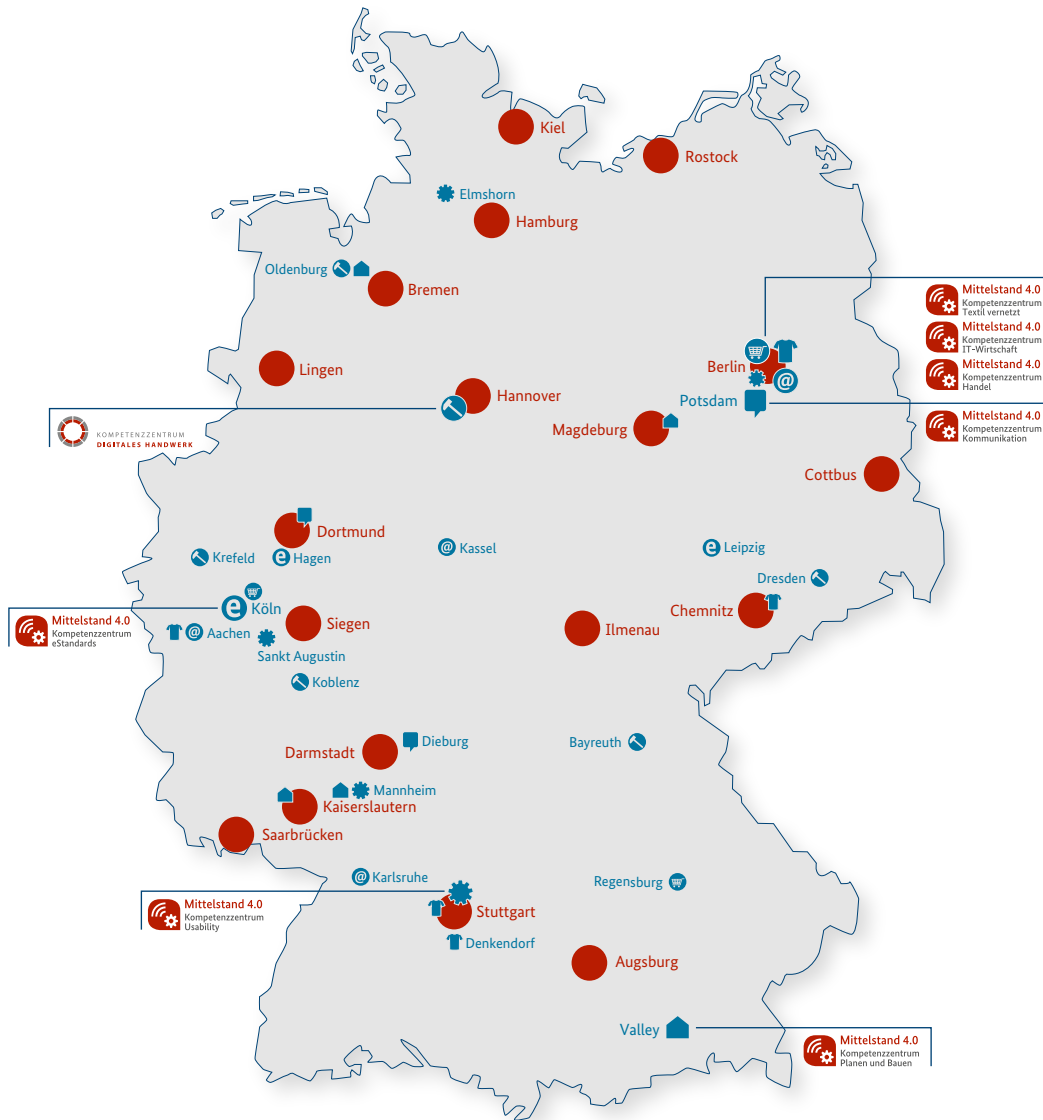 Kiel
Rostock
Elmshorn
Hamburg
Oldenburg
Bremen
Mittelstand 4.0
Kompetenzzentrum
Textil vernetzt
Mittelstand 4.0
Kompetenzzentrum
IT-Wirtschaft
Mittelstand 4.0
Kompetenzzentrum
Handel
Lingen
Berlin
Hannover
Potsdam
Mittelstand 4.0
Kompetenzzentrum
Kommunikation
Magdeburg
KOMPETENZZENTRUM
DIGITALES HANDWERK
Cottbus
Dortmund
Krefeld
Hagen
Kassel
Leipzig
Dresden
Köln
Chemnitz
Mittelstand 4.0
Kompetenzzentrum
eStandards
Siegen
Ilmenau
Aachen
Sankt Augustin
Koblenz
Darmstadt
Dieburg
Bayreuth
Mannheim
Kaiserslautern
Saarbrücken
Karlsruhe
Regensburg
Mittelstand 4.0
Kompetenzzentrum
Usability
Stuttgart
Denkendorf
Augsburg
Valley
Mittelstand 4.0
Kompetenzzentrum
Planen und Bauen